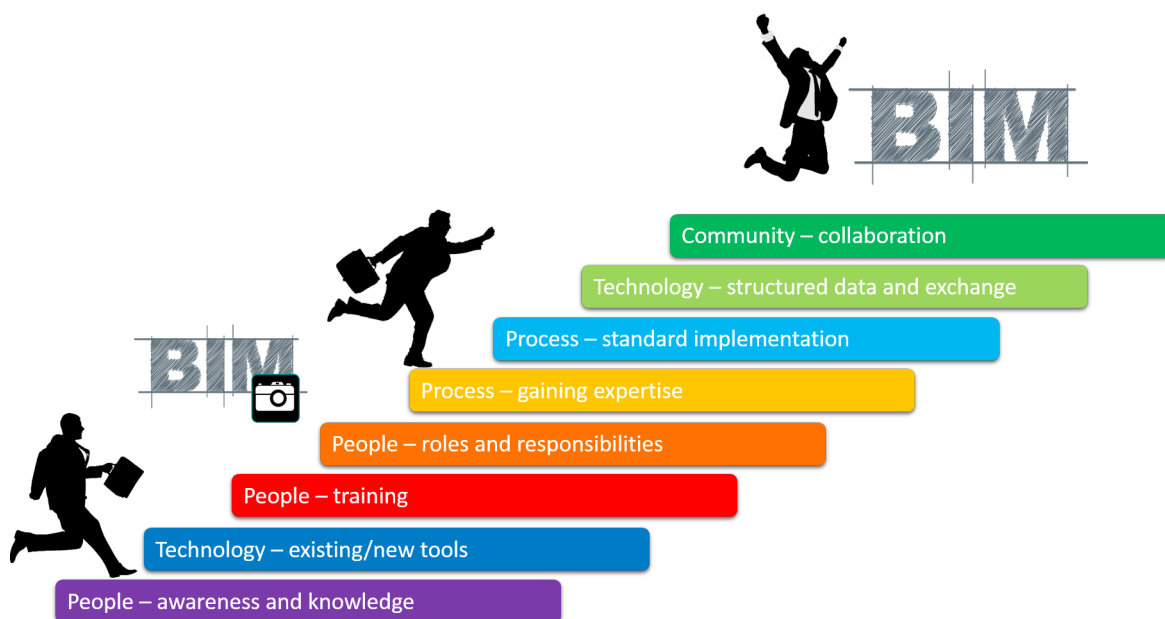 BIM
Community – collaboration
Technology – structured data and exchange
Process – standard implementation
BIM
Process – gaining expertise
People – roles and responsibilities
People – training
Technology – existing/new tools
People – awareness and knowledge